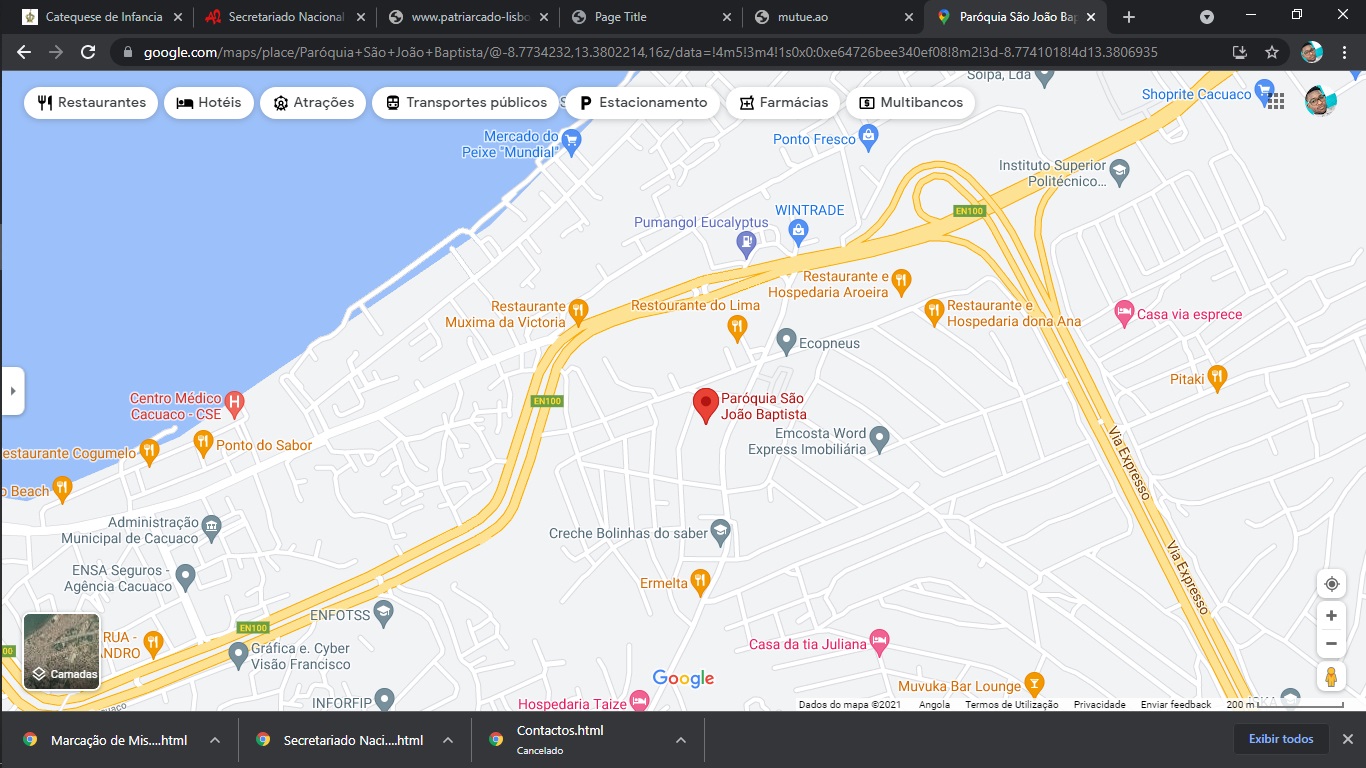 Catequese de Infancia
Secretariado Nacional
www.patriarcado-lisbo
Page Title
mutue.ao
Paróquia São João Bap
google.com/maps/place/Paróquia+São+João+Baptista/@-8.7734232,13.3802214,16z/data=!4m5!3m4!1s0x0:0xe64726bee340ef08!8m2!3d-8.7741018!4d13.3806935
Restaurantes
Hotéis
Atrações
Transportes públicos
Estacionamento
Farmácias
Multibancos
Soipa, Lda
Shoprite Cacuaco
Mercado do
Peixe "Mundial"
Ponto Fresco
Instituto Superior
Politécnico...
WINTRADE
EN100
Pumangol Eucalyptus
Restaurante e
Hospedaria Aroeira
Restaurante
Muxima da Victoria
Restourante do Lima
Restaurante e
Hospedaria dona Ana
Casa via esprece
Ecopneus
Pitaki
Centro Médico
Cacuaco - CSE
EN100
Paróquia São
João Baptista
Ponto do Sabor
estaurante Cogumelo
Emcosta Word
Express Imobiliária
Via Expresso
o Beach
Administração
Municipal de Cacuaco
Creche Bolinhas do saber
ENSA Seguros -
Agência Cacuaco
Ermelta
Via Expresso
ENFOTSS
EN100
RUA -
ANDRO
Gráfica e. Cyber
Visão Francisco
Casa da tia Juliana
00
Camadas
Google
Muvuka Bar Lounge
INFORFIP
Hospedaria Taize
Dados do mapa ©2021
Angola
Termos de Utilização
Privacidade
Enviar feedback
200 m
Marcação de Mis....html
Secretariado Naci....html
Contactos.html
Cancelado
Exibir todos